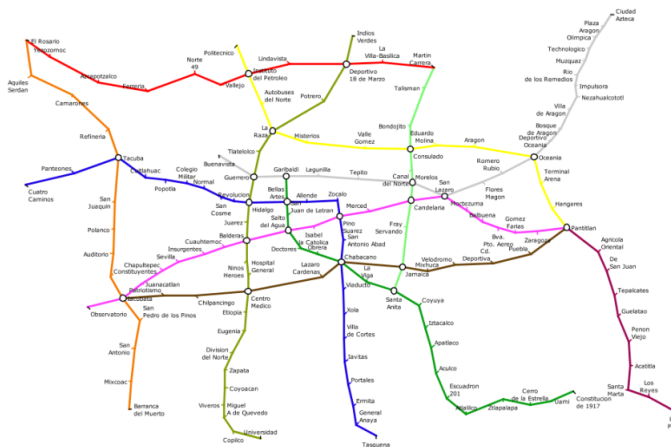 Ciudad
Azteca
Plaza
Aragon
Olimpica
Technologico
Muzquaz
Rio
de los Remedios
Impulsora
Nezahualcototl
Vila
de Aragon
Bosque
de Aragon
Deportivo
Oceania
Oceania
El Rosario
Yezozomoc
Azcapotzalco
Ferreria
Norte
49
Vallejo
Politecnico
Instituto
del Petroleo
Lindavista
Autobuses
del Norte
Potrero
Indios
Verdes
Deportivo
18 de Marzo
La
Villa-Basilica
Martin
Carrera
Talisman
Bondojito
Eduardo
Molina
Consulado
Aragon
Aquiles
Serdan
Camarones
Refineria
Tacuba
Panteones
Cuatro
Caminos
Cuitlahuac
Popotla
Colegio
Militar
Normal
San
Cosme
Revolucion
La
Raza
Misterios
Valle
Gomez
Tlatelolco
Buenavista
Guerrero
Garibaldi
Lagunilla
Tepito
Canal
del Norte
Morelos
San
Lazaro
Romero
Rubio
Flores
Magon
Terminal
Arena
Hangares
Pantitlan
Bellas
Artes
Hidalgo
Allende
San
Juan de Letran
Zocalo
Merced
Candelaria
Moctezuma
Balbuena
Gomez
Farias
Bva.
Pto. Aereo
Zaragoza
San
Juaquin
Polanco
Auditorio
Juarez
Balderas
Salto
del Agua
Isabel
la Catolica
Doctores
Obrera
Pino
Suarez
San
Antonio Abad
Fray
Servando
Cuauhtemoc
Insurgentes
Sevilla
Chapultepec
Constituyentes
Juanacatlan
Patriotismo
Tacubaya
Observatorio
San
Pedro de los Pinos
San
Antonio
Mixcoac
Barranca
del Muerto
Chilpancingo
Ninos
Heroes
Hospital
General
Centro
Medico
Lazaro
Cardenas
Chabacano
Viaducto
La
Viga
Jamaica
Mixhuca
Velodromo
Deportiva
Cd.
Puebla
Santa
Anita
Coyuya
Iztacalco
Apatlaco
Aculco
Escuadron
201
Atlalilco
Ztlapalapa
Cerro
de la Estrella
Uami
Constitucion
de 1917
Etiopia
Eugenia
Division
del Norte
Zapata
Coyoacan
Viveros
Miguel
A de Quevedo
Copilco
Universidad
Xola
Villa
de Cortes
Javitas
Portales
Ermita
General
Anaya
Tasquena
Agricola
Oriental
De
San Juan
Tepalcates
Guelatao
Penon
Viejo
Acatitla
Santa
Marta
Los
Reyes